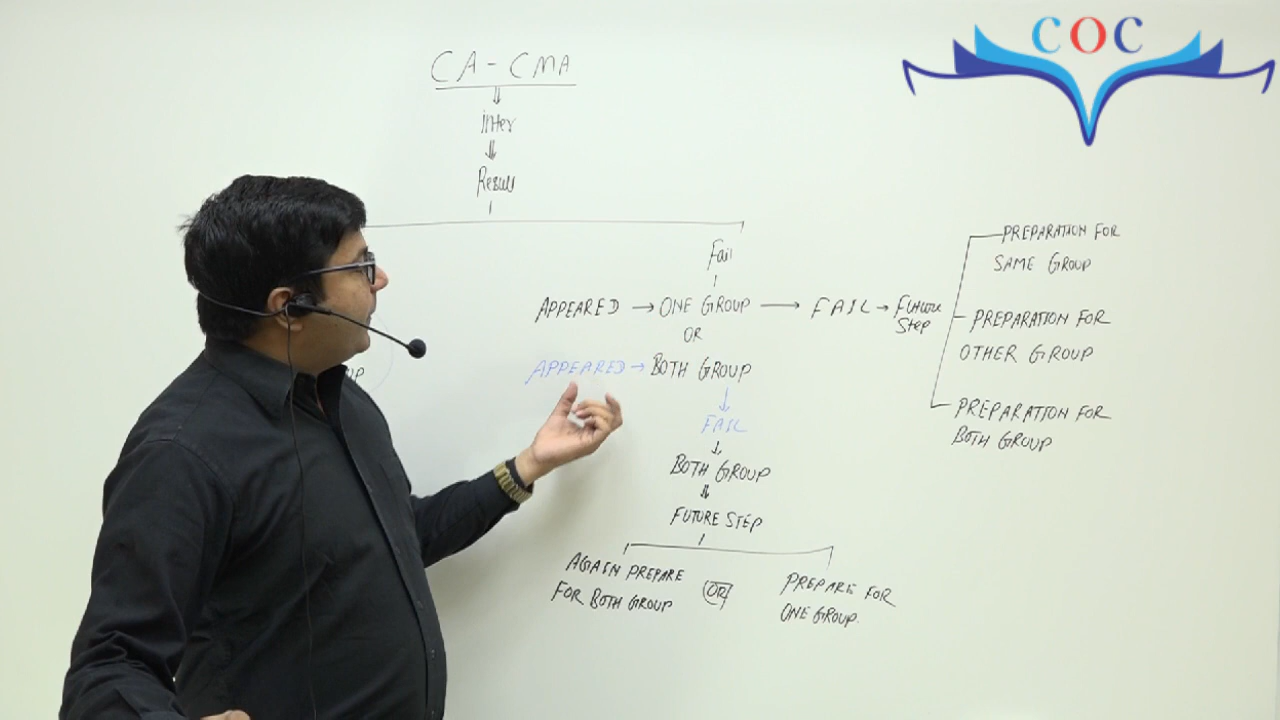 COC
CA - CMA
Inter
Result
Fail
APPEARED → ONE GROUP → FAIL → FUTURE STEP
OR
APPEARED → BOTH GROUP
FAIL
BOTH GROUP
FUTURE STEP
AGAIN PREPARE
FOR BOTH GROUP
OR
PREPARE FOR
ONE GROUP.
PREPARATION FOR
SAME GROUP
PREPARATION FOR
OTHER GROUP
PREPARATION FOR
BOTH GROUP